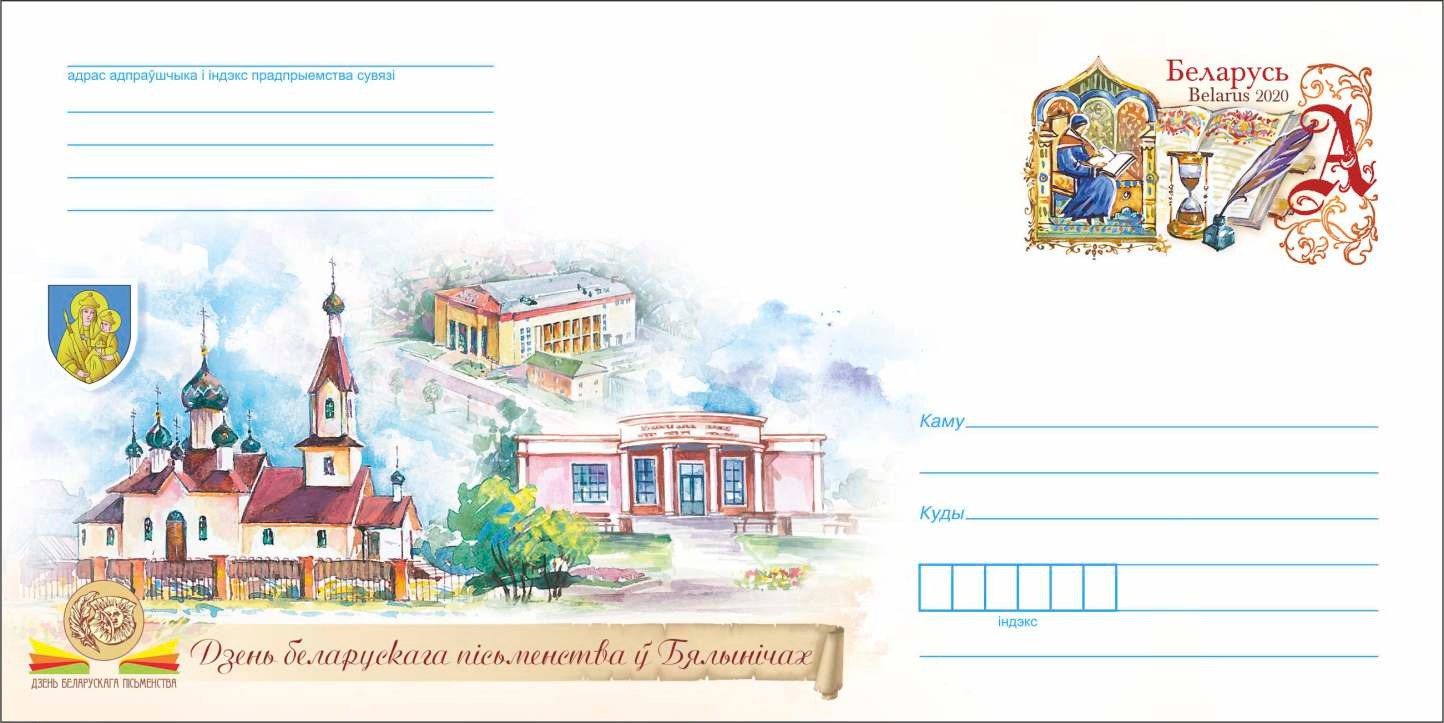 адрас адпраўшчыка і індэкс прадпрыемства сувязі
Беларусь
Belarus 2020
А
Каму
Куды
індэкс
Дзень беларускага пісьменства ў Бялынічах
ДЗЕНЬ БЕЛАРУСКАГА ПІСЬМЕНСТВА